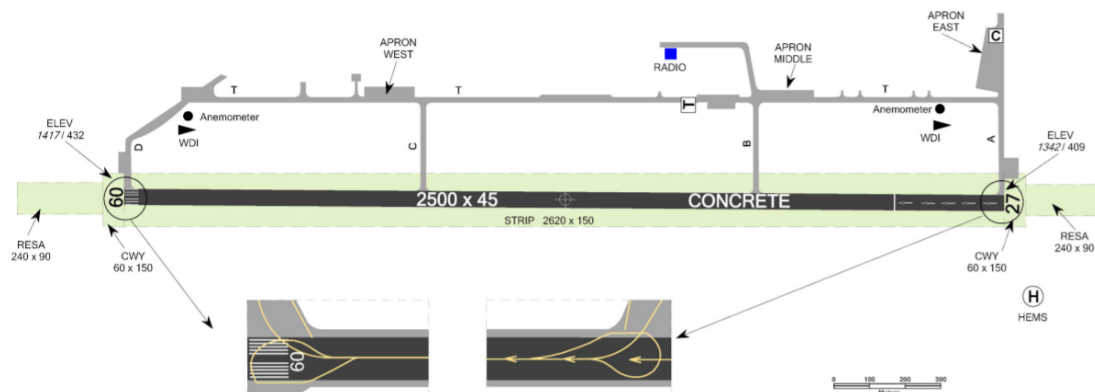 APRON
EAST
C
APRON
WEST
RADIO
APRON
MIDDLE
T
T
T
T
Anemometer
WDI
Anemometer
WDI
D
C
B
A
ELEV
1417/ 432
ELEV
1342 / 409
09
2500 x 45
CONCRETE
27
STRIP 2620 x 150
RESA
240 x 90
CWY
60 x 150
CWY
60 x 150
RESA
240 x 90
H
HEMS
09
0 100 200 300
Meters